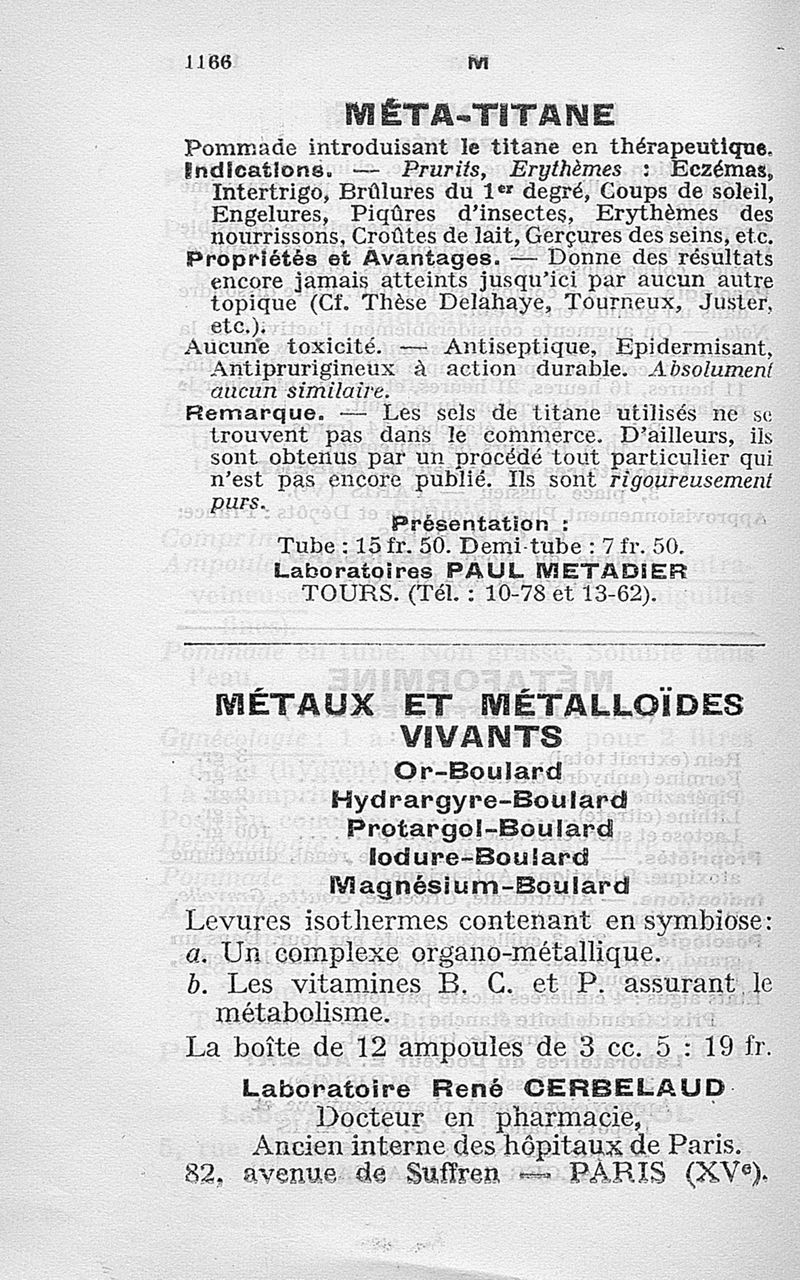 1166
M
MÉTA-TITANE
Pommade introduisant le titane en thérapeutique.
Indications. — Prurits, Erythèmes : Eczémas,
Intertrigo, Brûlures du 1er degré, Coups de soleil,
Engelures, Piqûres d'insectes, Erythèmes des
nourrissons, Croûtes de lait, Gerçures des seins, etc.
Propriétés et Avantages. — Donne des résultats
encore jamais atteints jusqu'ici par aucun autre
topique (Cf. Thèse Delahaye, Tourneux, Juster,
etc.).
Aucune toxicité. — Antiseptique, Epidermisant,
Antiprurigineux à action durable. Absolument
aucun similaire.
Remarque. — Les sels de titane utilisés ne se
trouvent pas dans le commerce. D'ailleurs, ils
sont obtenus par un procédé tout particulier qui
n'est pas encore publié. Ils sont rigoureusement
purs.
Présentation :
Tube : 15 fr. 50. Demi-tube : 7 fr. 50.
Laboratoires PAUL METADIER
TOURS. (Tél. : 10-78 et 13-62).
MÉTAUX ET MÉTALLOÏDES
VIVANTS
Or-Boulard
Hydrargyre-Boulard
Protargol-Boulard
Iodure-Boulard
Magnésium-Boulard
Levures isothermes contenant en symbiose:
a. Un complexe organo-métallique.
b. Les vitamines B. C. et P. assurant le
métabolisme.
La boîte de 12 ampoules de 3 cc. 5 : 19 fr.
Laboratoire René CERBELAUD
Docteur en pharmacie,
Ancien interne des hôpitaux de Paris.
82, avenue de Suffren — PARIS (XVe).